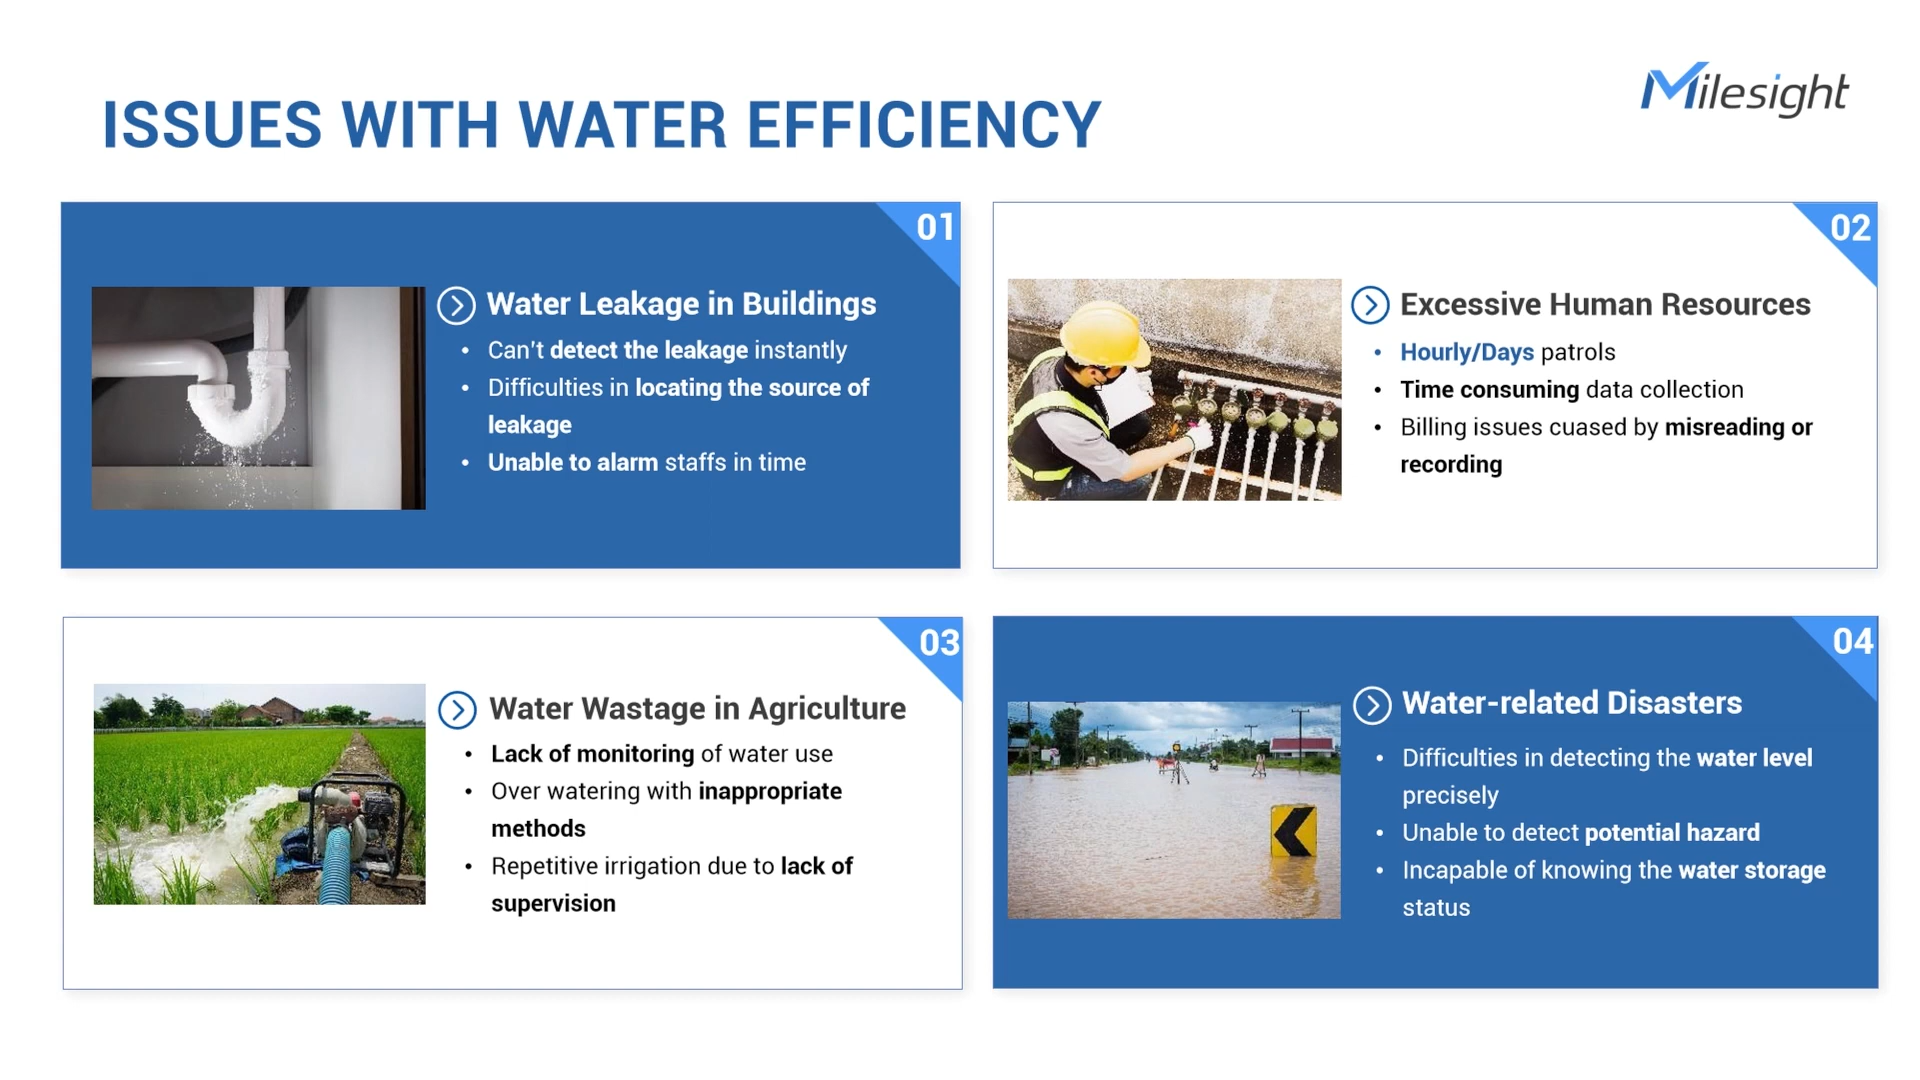 Milesight
ISSUES WITH WATER EFFICIENCY
01
Water Leakage in Buildings
• Can't detect the leakage instantly
• Difficulties in locating the source of
leakage
• Unable to alarm staffs in time
02
Excessive Human Resources
• Hourly/Days patrols
• Time consuming data collection
• Billing issues cuased by misreading or
recording
03
Water Wastage in Agriculture
• Lack of monitoring of water use
• Over watering with inappropriate
methods
• Repetitive irrigation due to lack of
supervision
04
Water-related Disasters
• Difficulties in detecting the water level
precisely
• Unable to detect potential hazard
• Incapable of knowing the water storage
status